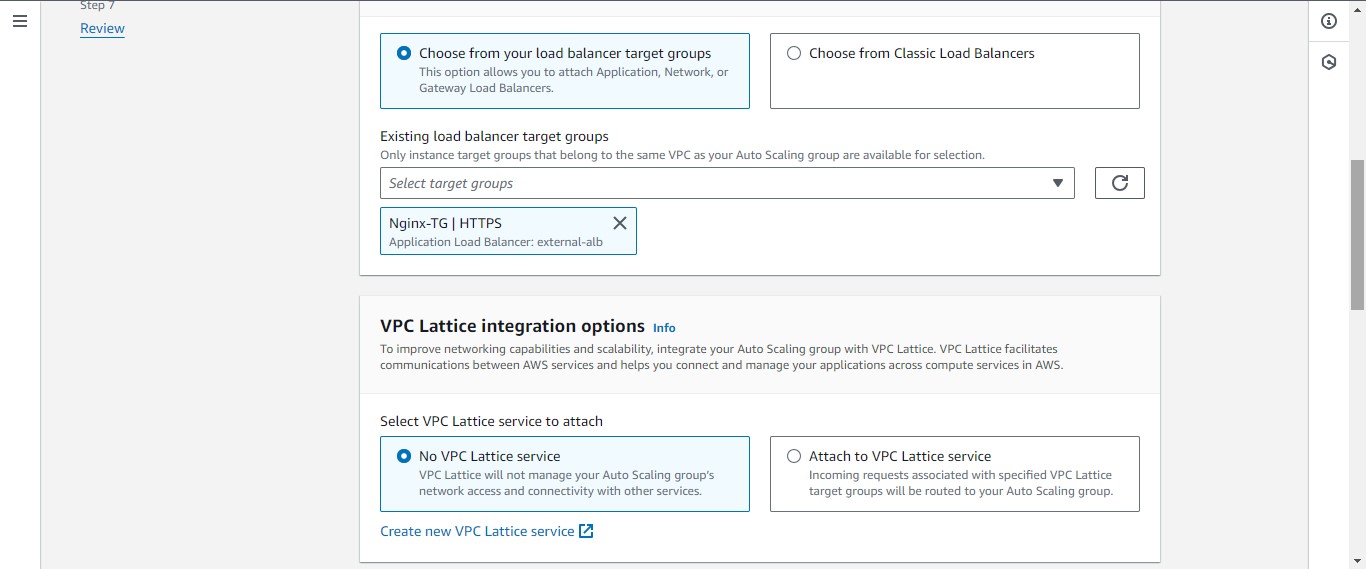 Step 7
Review
Choose from your load balancer target groups
This option allows you to attach Application, Network, or
Gateway Load Balancers.
Choose from Classic Load Balancers
Existing load balancer target groups
Only instance target groups that belong to the same VPC as your Auto Scaling group are available for selection.
Select target groups
Nginx-TG | HTTPS
Application Load Balancer: external-alb
VPC Lattice integration options Info
To improve networking capabilities and scalability, integrate your Auto Scaling group with VPC Lattice. VPC Lattice facilitates
communications between AWS services and helps you connect and manage your applications across compute services in AWS.
Select VPC Lattice service to attach
No VPC Lattice service
VPC Lattice will not manage your Auto Scaling group's
network access and connectivity with other services.
Attach to VPC Lattice service
Incoming requests associated with specified VPC Lattice
target groups will be routed to your Auto Scaling group.
Create new VPC Lattice service